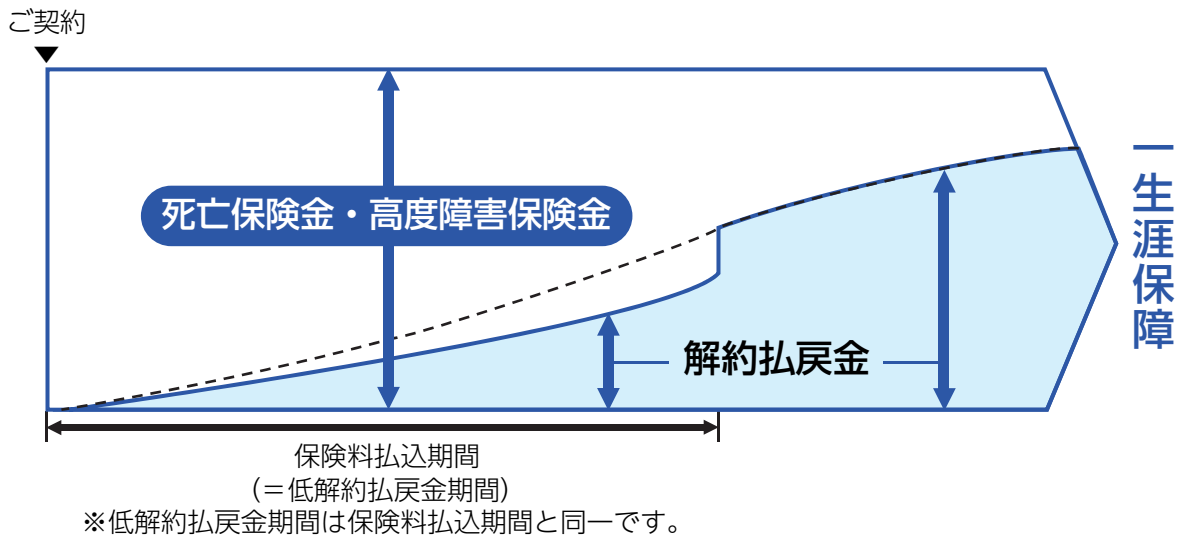 ご契約
死亡保険金・高度障害保険金
解約払戻金
一生涯保障
保険料払込期間
(=低解約払戻金期間)
※低解約払戻金期間は保険料払込期間と同一です。